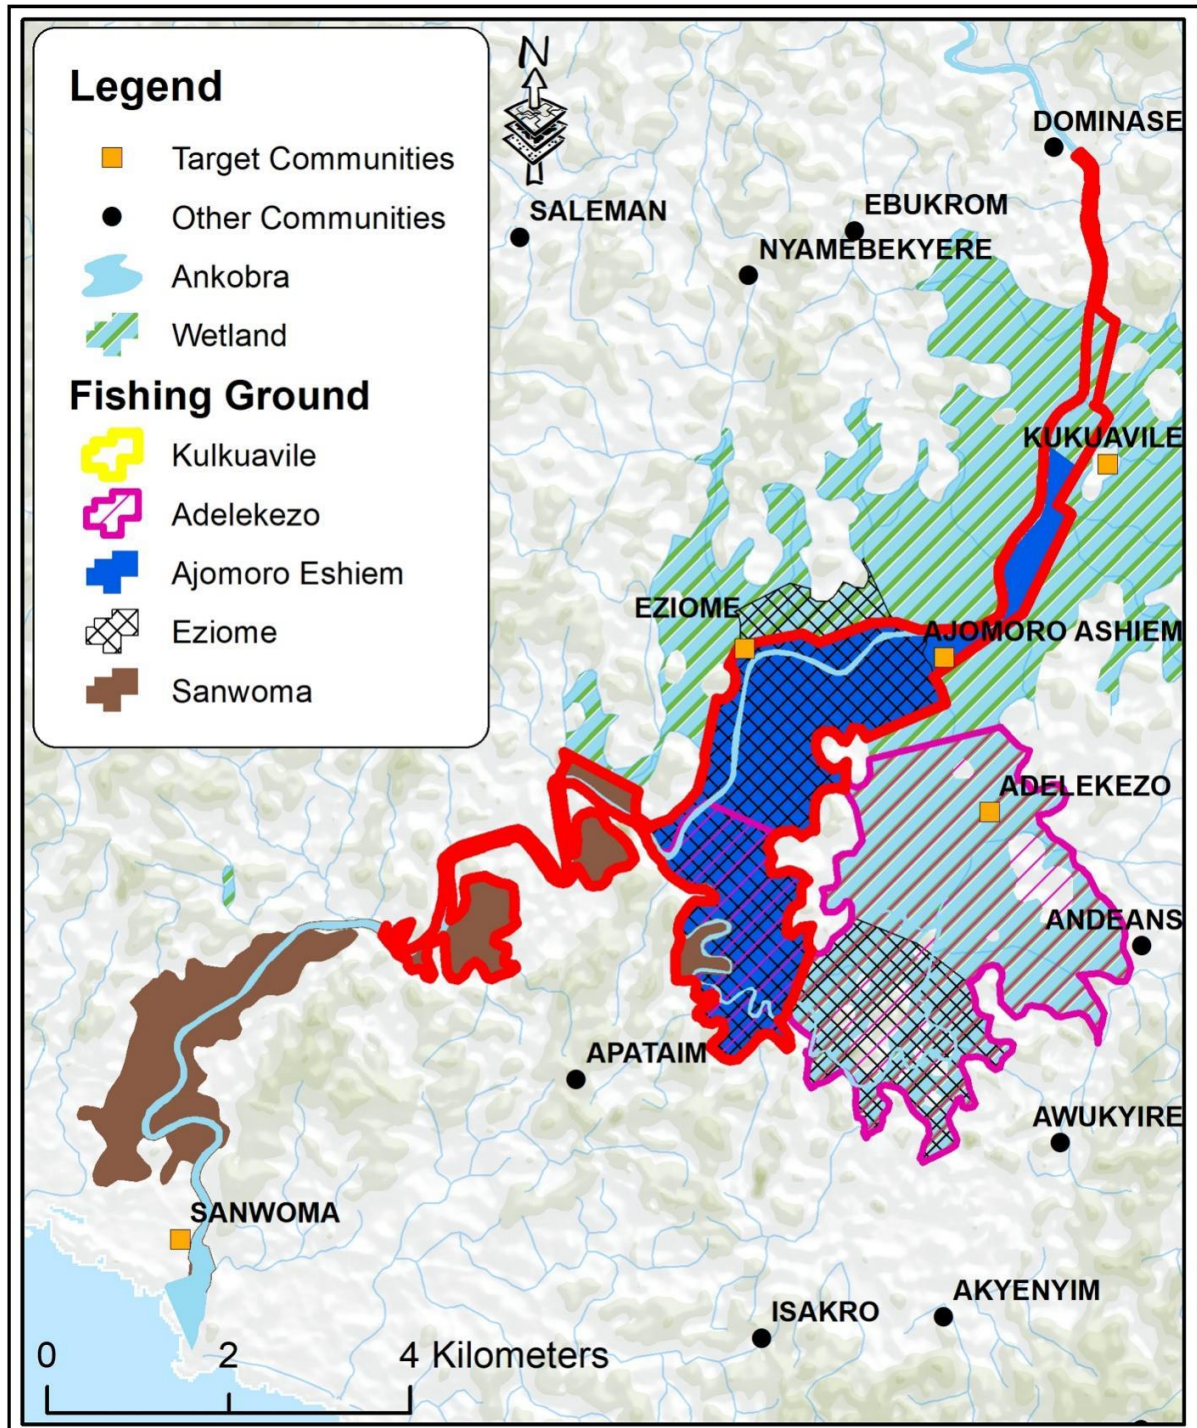 N
Legend
Target Communities
Other Communities
Ankobra
Wetland
Fishing Ground
Kulkuavile
Adelekezo
Ajomoro Eshiem
Eziome
Sanwoma
DOMINASE
SALEMAN
EBUKROM
NYAMEBEKYERE
KUKUAVILE
EZIOME
AJOMORO ASHIEM
ADELEKEZO
ANDEANS
APATAIM
AWUKYIRE
SANWOMA
AKYENYIM
ISAKRO
0 2 4 Kilometers